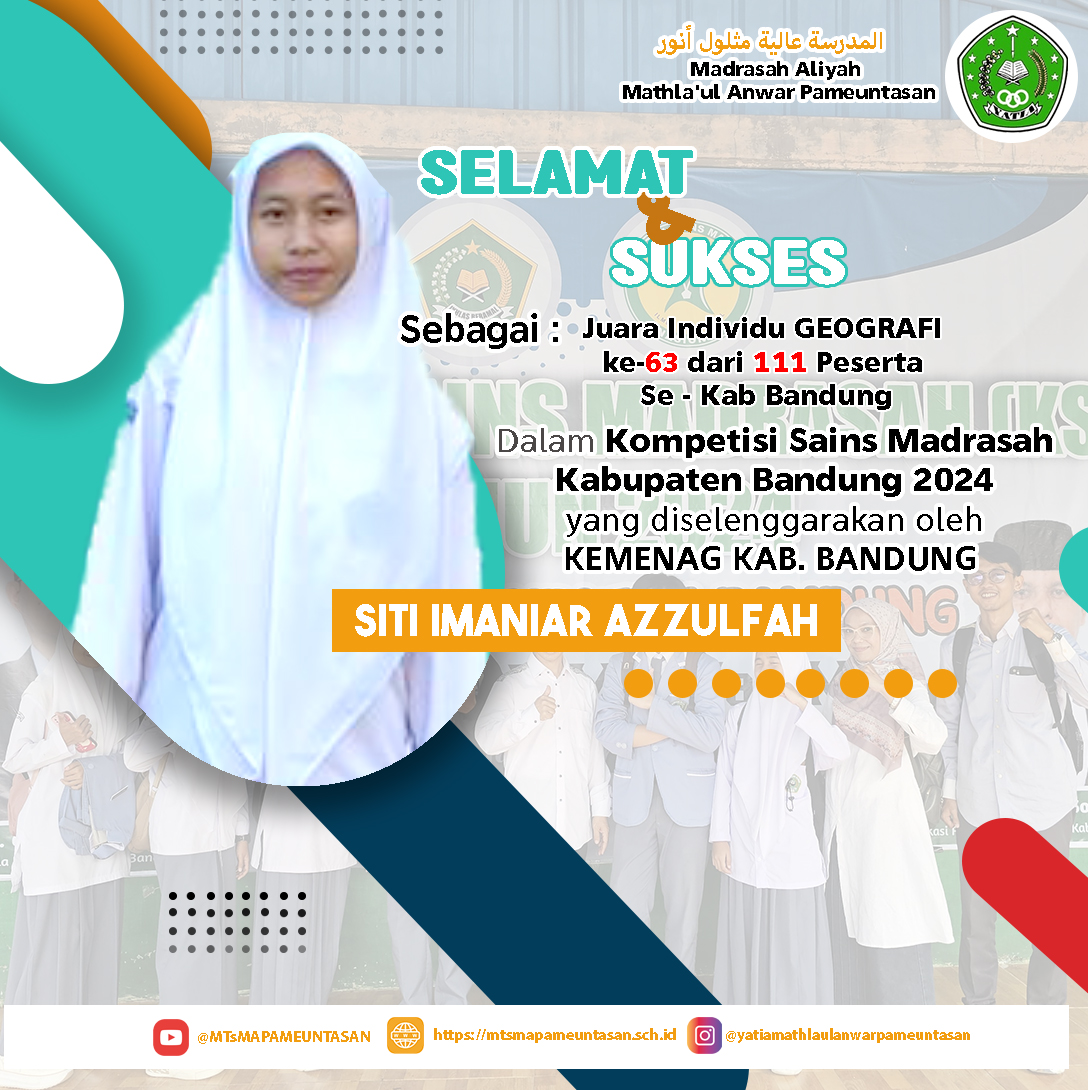 المدرسة عالية مثلول أنور
Madrasah Aliyah
Mathla'ul Anwar Pameuntasan
SELAMAT
&
SUKSES
Sebagai : Juara Individu GEOGRAFI
ke-63 dari 111 Peserta
Se - Kab Bandung
Dalam Kompetisi Sains Madrasah
Kabupaten Bandung 2024
yang diselenggarakan oleh
KEMENAG KAB. BANDUNG
SITI IMANIAR AZZULFAH
@MTsMAPAMEUNTASAN
https://mtsmapameuntasan.sch.id
@yatiamathlaulanwarpameuntasan